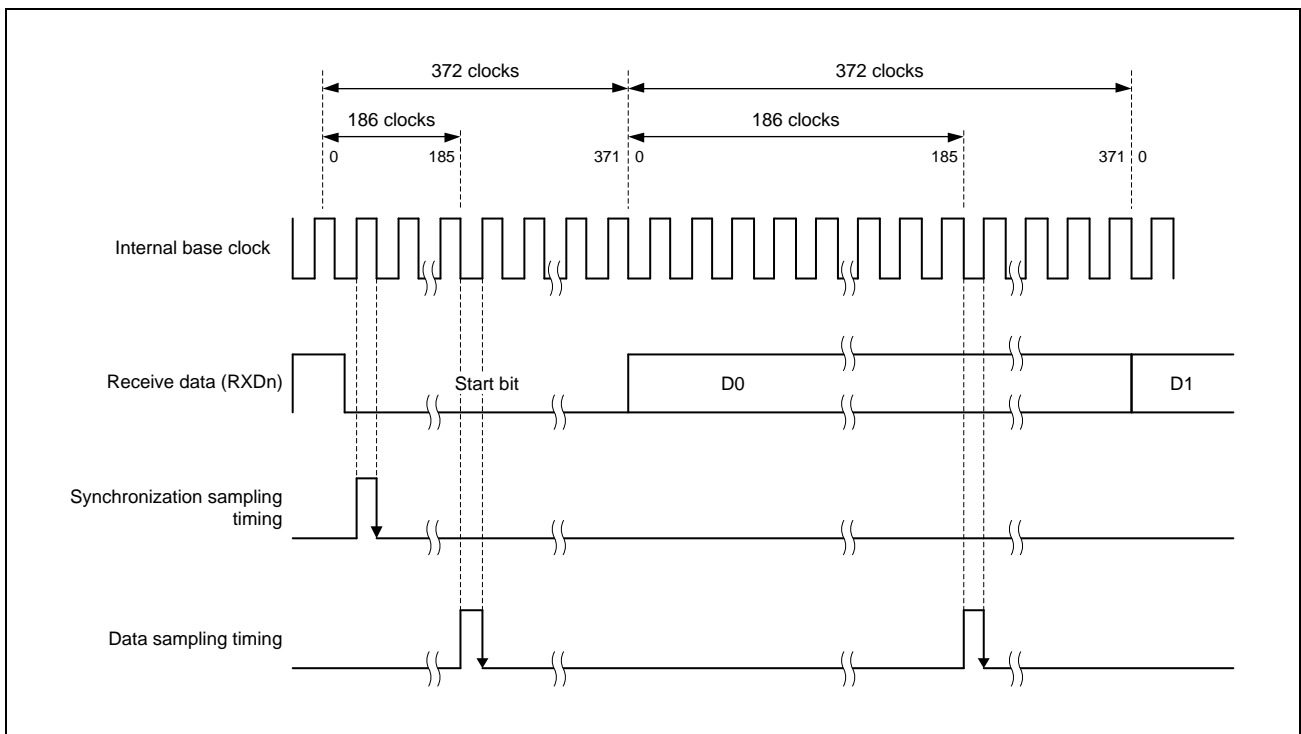 372 clocks 372 clocks
186 clocks 186 clocks
0 185 371 0 185 371 0
Internal base clock
Receive data (RXDn) Start bit D0 D1
Synchronization sampling
timing
Data sampling timing